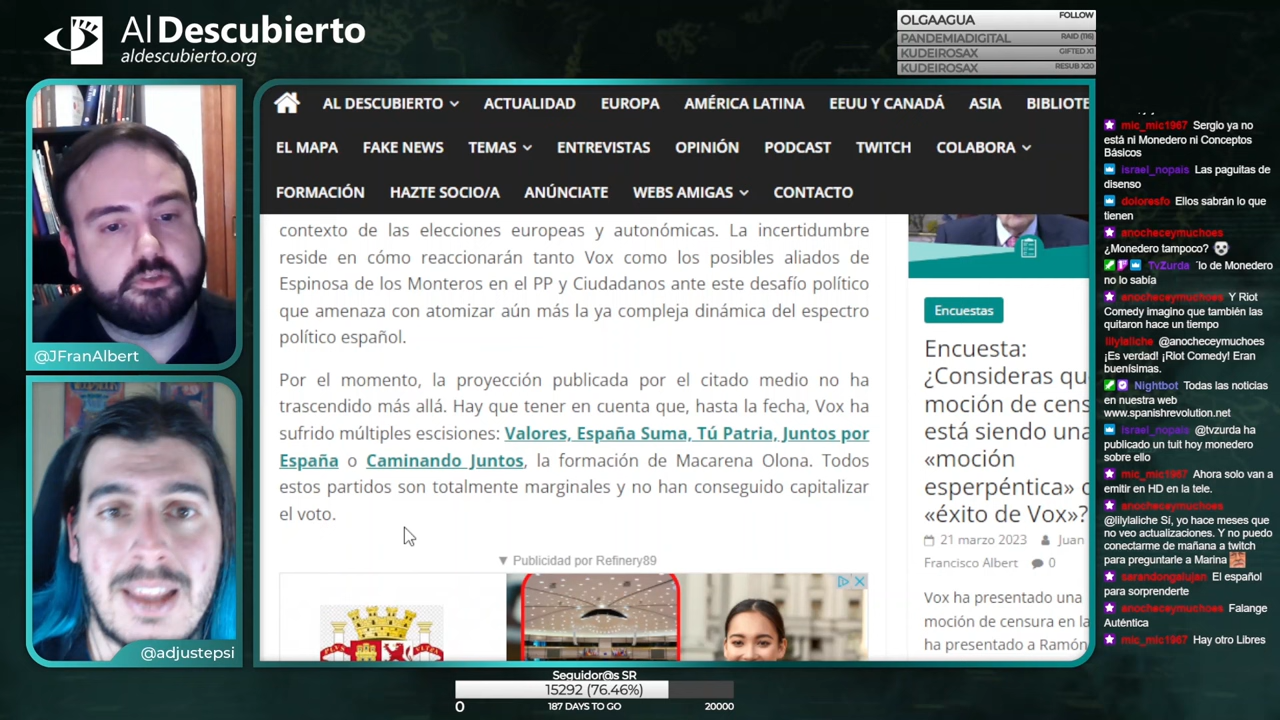 Al Descubierto
aldescubierto.org
OLGAAGUA FOLLOW
PANDEMIADIGITAL RAID (116)
KUDEIROSAX GIFTED X1
KUDEIROSAX RESUB X20
AL DESCUBIERTO ACTUALIDAD EUROPA AMÉRICA LATINA EEUU Y CANADÁ ASIA BIBLIOTE
EL MAPA FAKE NEWS TEMAS ENTREVISTAS OPINIÓN PODCAST TWITCH COLABORA
FORMACIÓN HAZTE SOCIO/A ANÚNCIATE WEBS AMIGAS CONTACTO
contexto de las elecciones europeas y autonómicas. La incertidumbre
reside en cómo reaccionarán tanto Vox como los posibles aliados de
Espinosa de los Monteros en el PP y Ciudadanos ante este desafío político
que amenaza con atomizar aún más la ya compleja dinámica del espectro
político español.
Por el momento, la proyección publicada por el citado medio no ha
trascendido más allá. Hay que tener en cuenta que, hasta la fecha, Vox ha
sufrido múltiples escisiones: Valores, España Suma, Tú Patria, Juntos por
España o Caminando Juntos, la formación de Macarena Olona. Todos
estos partidos son totalmente marginales y no han conseguido capitalizar
el voto.
▼ Publicidad por Refinery89
Encuestas
Encuesta:
¿Consideras qu
moción de cens
está siendo una
«moción
esperpéntica» o
«éxito de Vox»?
21 marzo 2023 Juan
Francisco Albert 0
Vox ha presentado una
moción de censura en la
ha presentado a Ramón
@JFranAlbert
@adjustepsi
mic_mic1967 Sergio ya no
está ni Monedero ni Conceptos
Básicos
israel_nopais Las paguitas de
disenso
doloresfo Ellos sabrán lo que
tienen
anocheceymuchoes
¿Monedero tampoco?
TvZurda ¨lo de Monedero
no lo sabía
anocheceymuchoes Y Riot
Comedy imagino que también las
quitaron hace un tiempo
lilylaliche @anocheceymuchoes
¡Es verdad! ¡Riot Comedy! Eran
buenísimas.
Nightbot Todas las noticias
en nuestra web
www.spanishrevolution.net
israel_nopais @tvzurda ha
publicado un tuit hoy monedero
sobre ello
mic_mic1967 Ahora solo van a
emitir en HD en la tele.
anocheceymuchoes
@lilylaliche Sí, yo hace meses que
no veo actualizaciones. Y no puedo
conectarme de mañana a twitch
para preguntarle a Marina
sarandongalujan El español
para sorprenderte
anocheceymuchoes Falange
Auténtica
mic_mic1967 Hay otro Libres
Seguidor@s SR
15292 (76.46%)
0 187 DAYS TO GO 20000